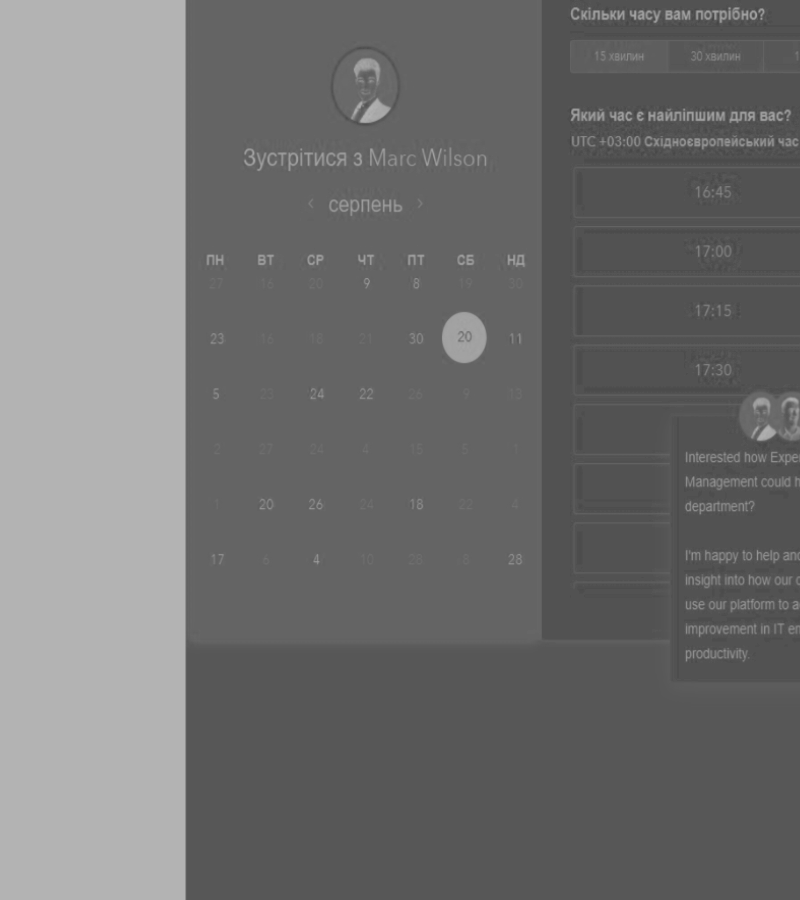 Зустрітися з Marc Wilson
‹ серпень ›
ПН ВТ СР ЧТ ПТ СБ НД
27 16 20 9 8 19 30
23 16 18 21 30 20 11
5 23 24 22 26 9 13
2 27 24 4 15 5 1
1 20 26 24 18 22 4
17 6 4 10 28 8 28
Скільки часу вам потрібно?
15 хвилин 30 хвилин
Який час є найліпшим для вас?
UTC +03:00 Східноєвропейський час
16:45
17:00
17:15
17:30
Interested how
Management could
department?
I'm happy to help
insight into how our
use our platform to
improvement in IT
productivity.